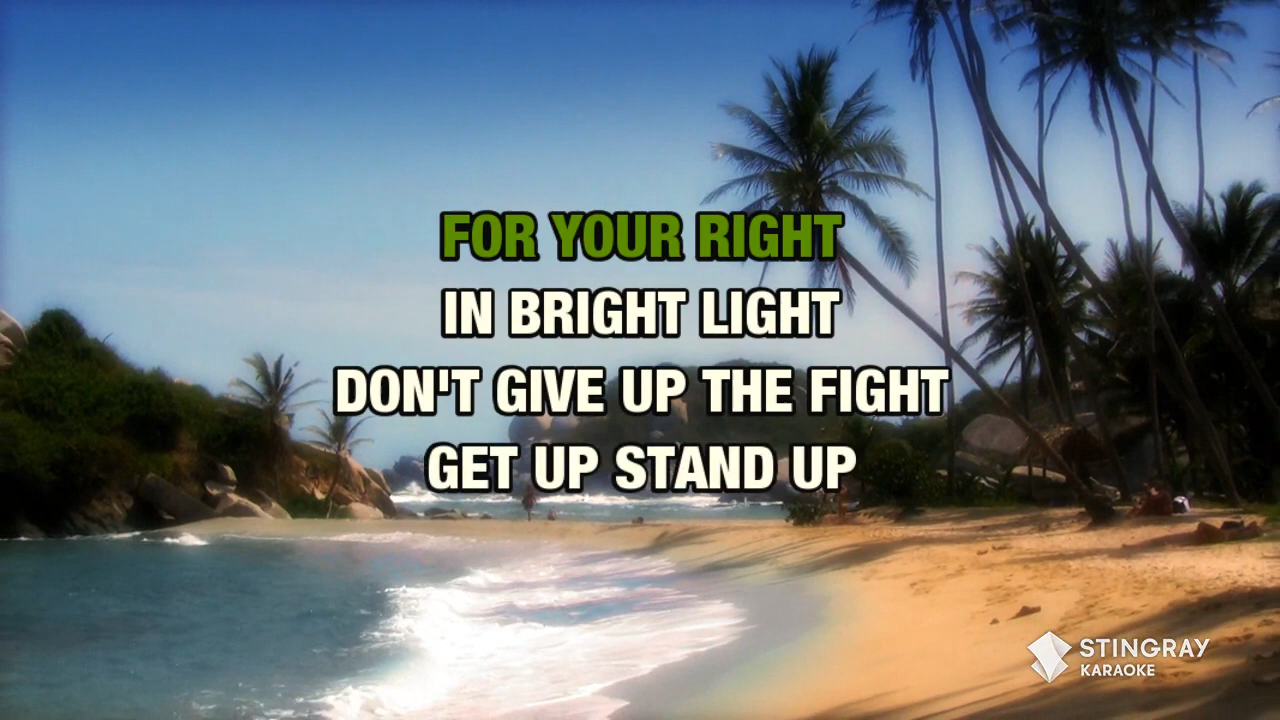 FOR YOUR RIGHT
IN BRIGHT LIGHT
DON'T GIVE UP THE FIGHT
GET UP STAND UP
STINGRAY
KARAOKE